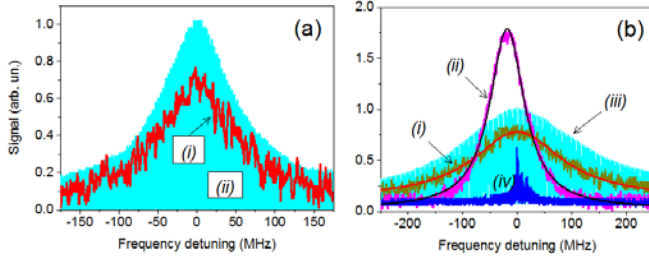 (a)
(b)
Signal (arb. un.)
1.0
0.8
0.6
0.4
0.2
0.0
(i)
(ii)
-150 -100 -50 0 50 100 150
Frequency detuning (MHz)
2.0
1.5
1.0
0.5
0.0
(ii)
(iii)
(i)
(iv)
-200 -100 0 100 200
Frequency detuning (MHz)